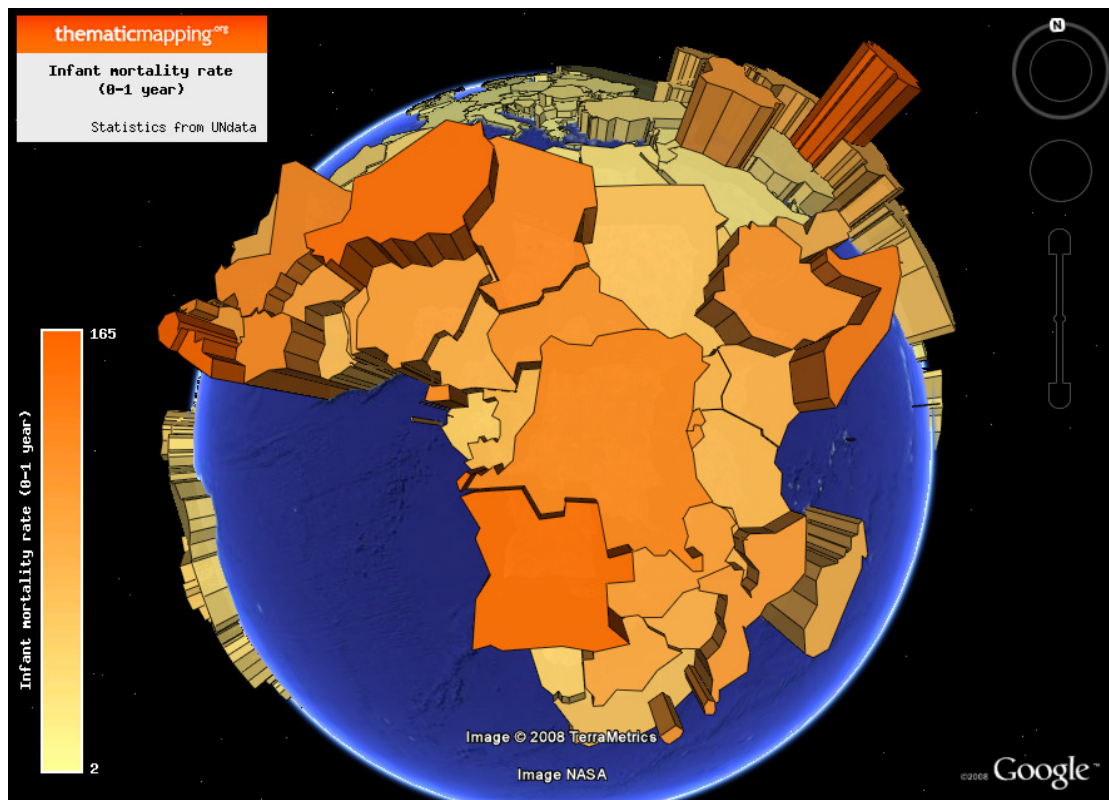 thematicmapping.org
Infant mortality rate
(0-1 year)
Statistics from UNdata
N
165
Infant mortality rate (0-1 year)
2
Image © 2008 TerraMetrics
Image NASA
©2008 Google™